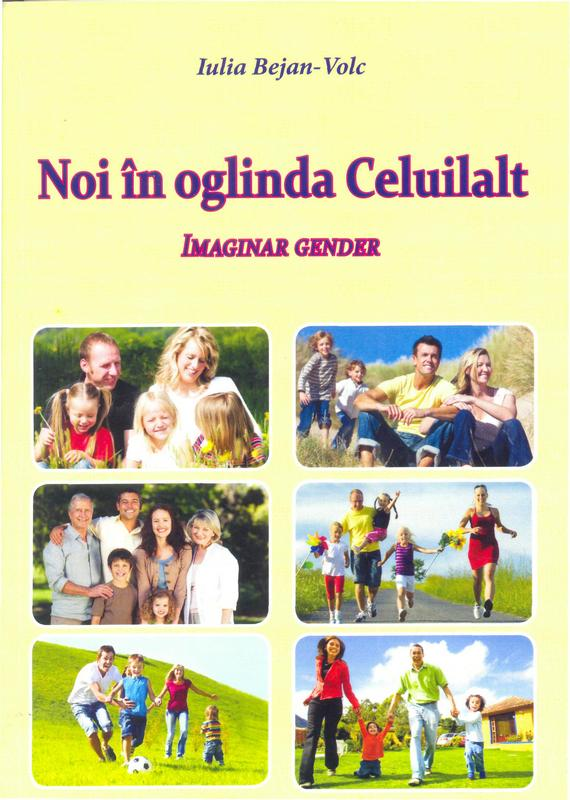 Iulia Bejan-Volc
Noi în oglinda Celuilalt
IMAGINAR GENDER